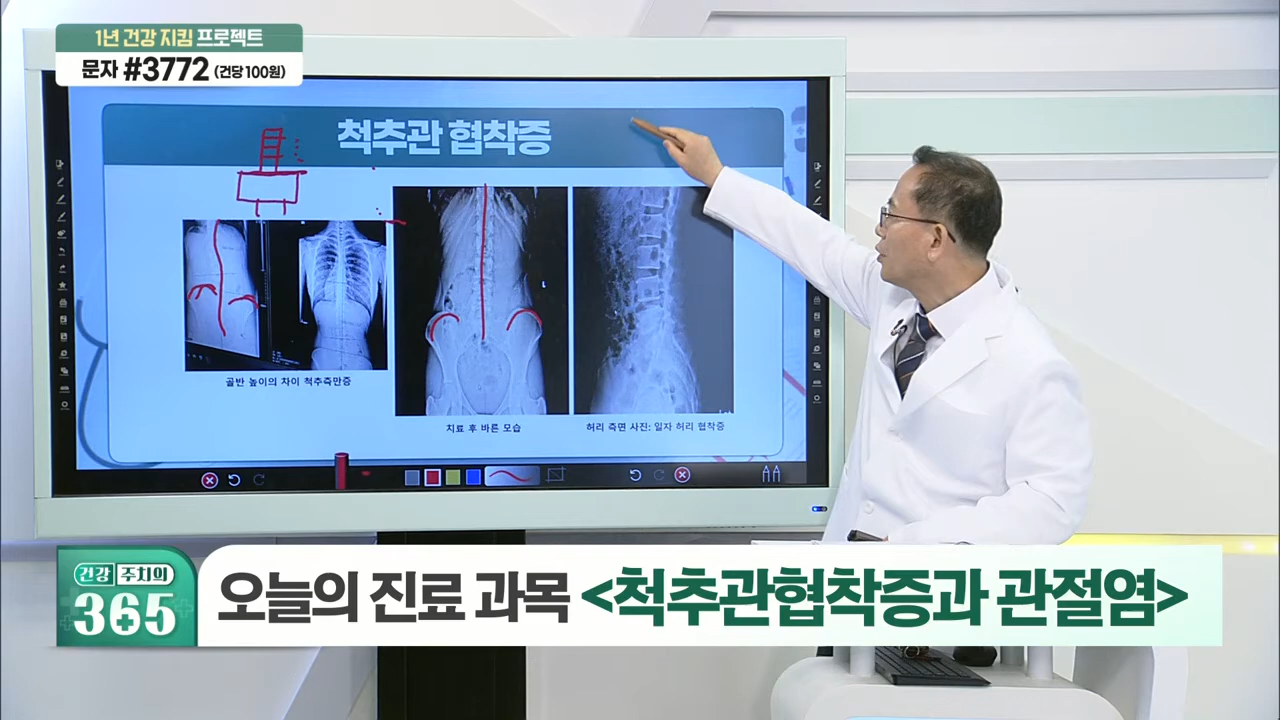 1년 건강 지킴 프로젝트
문자 #3772 (건당 100원)
척추관 협착증
골반 높이의 차이 척추측만증
치료 후 바른 모습
허리 측면 사진: 일자 허리 협착증
건강 주치의
365
오늘의 진료 과목 <척추관협착증과 관절염>